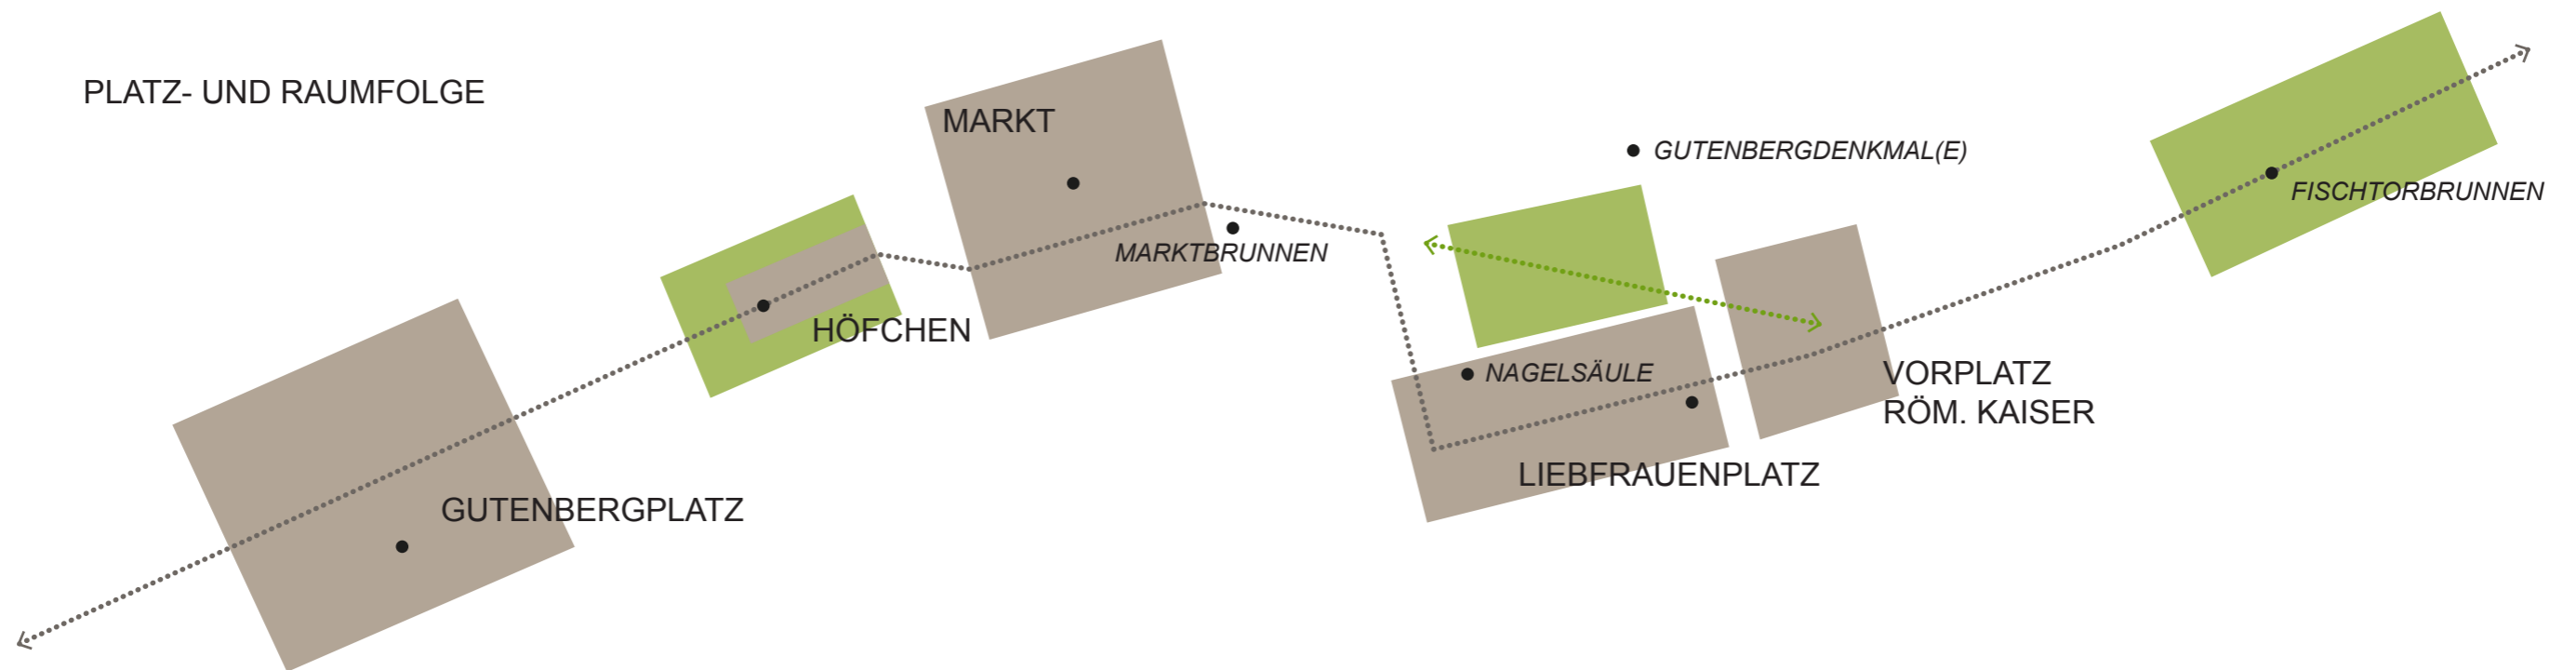 PLATZ- UND RAUMFOLGE
MARKT
GUTENBERGDENKMAL(E)
FISCHTORBRUNNEN
MARKTBRUNNEN
HÖFCHEN
NAGELSÄULE
VORPLATZ
RÖM. KAISER
LIEBFRAUENPLATZ
GUTENBERGPLATZ